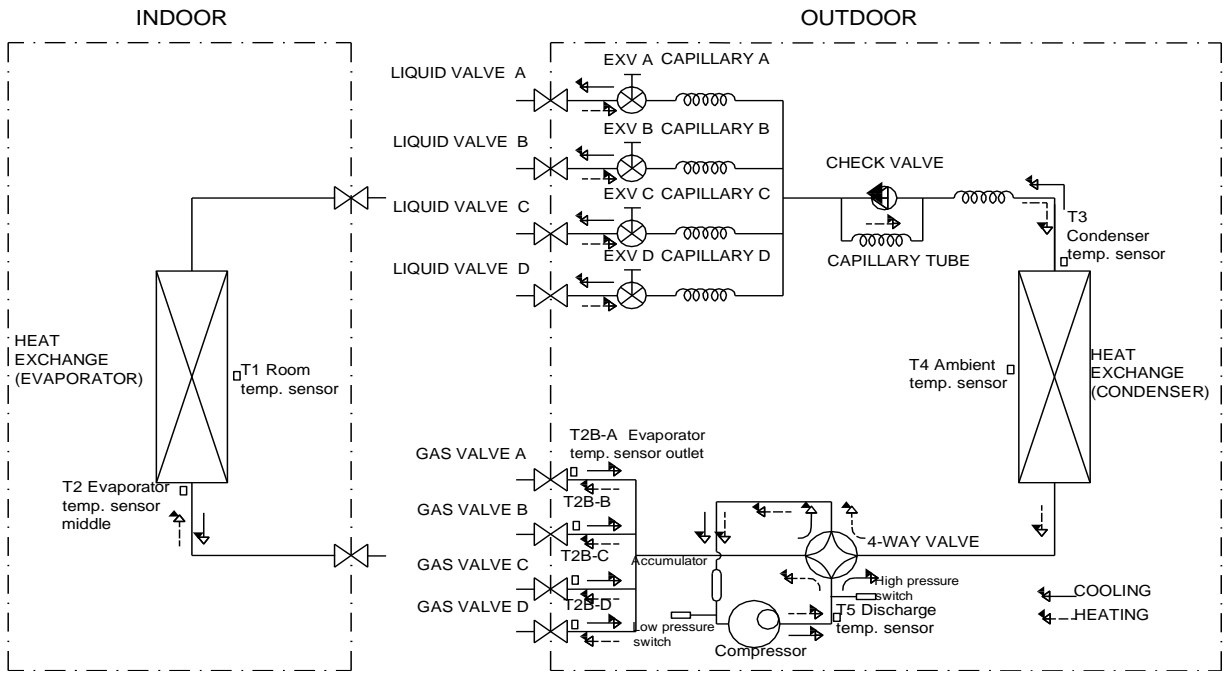 INDOOR
OUTDOOR
LIQUID VALVE A
EXV A CAPILLARY A
LIQUID VALVE B
EXV B CAPILLARY B
LIQUID VALVE C
EXV C CAPILLARY C
LIQUID VALVE D
EXV D CAPILLARY D
CHECK VALVE
CAPILLARY TUBE
T3
Condenser
temp. sensor
HEAT
EXCHANGE
(EVAPORATOR)
T1 Room
temp. sensor
T4 Ambient
temp. sensor
HEAT
EXCHANGE
(CONDENSER)
T2 Evaporator
temp. sensor
middle
GAS VALVE A
T2B-A Evaporator
temp. sensor outlet
GAS VALVE B
T2B-B
GAS VALVE C
T2B-C
GAS VALVE D
T2B-D
Accumulator
4-WAY VALVE
High pressure
switch
Low pressure
switch
T5 Discharge
temp. sensor
Compressor
COOLING
HEATING